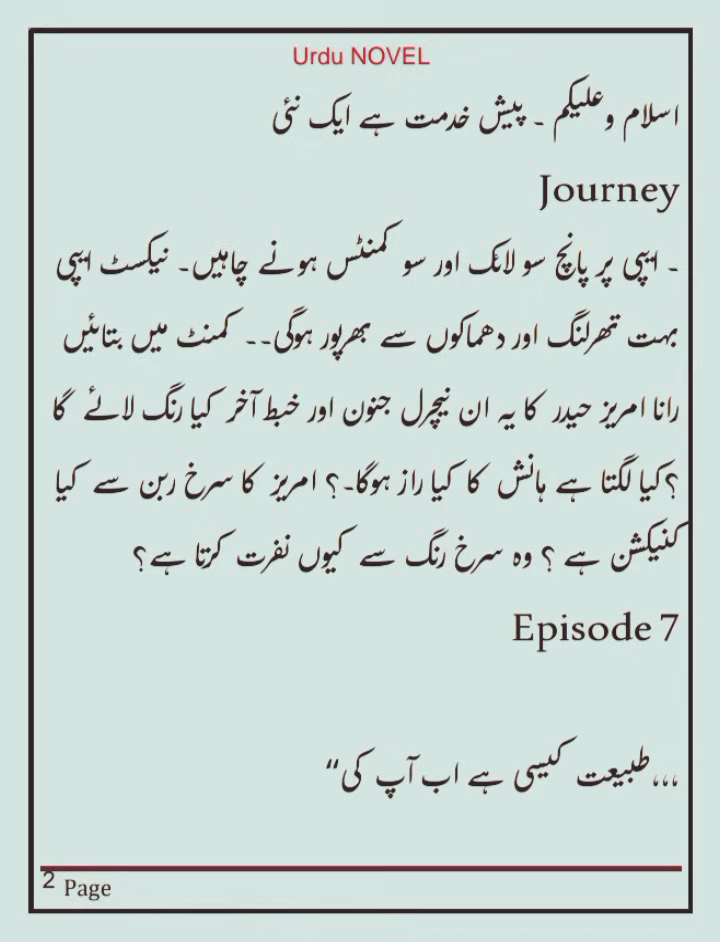 Urdu NOVEL
اسلام وعلیکم ۔ پیش خدمت ہے ایک نئی
Journey
۔ ایپی پر پانچ سو لائک اور سو کمنٹس ہونے چاہیں۔ نیکسٹ ایپی
بہت تھرلنگ اور دھماکوں سے بھرپور ہوگی۔۔ کمنٹ میں بتائیں
رانا امریز حیدر کا یہ ان نیچرل جنون اور خبط آخر کیا رنگ لائے گا
؟کیا لگتا ہے ہانش کا کیا راز ہوگا۔؟ امریز کا سرخ ربن سے کیا
کنیکشن ہے ؟ وہ سرخ رنگ سے کیوں نفرت کرتا ہے؟
Episode 7
،،،طبیعت کیسی ہے اب آپ کی“
2 Page